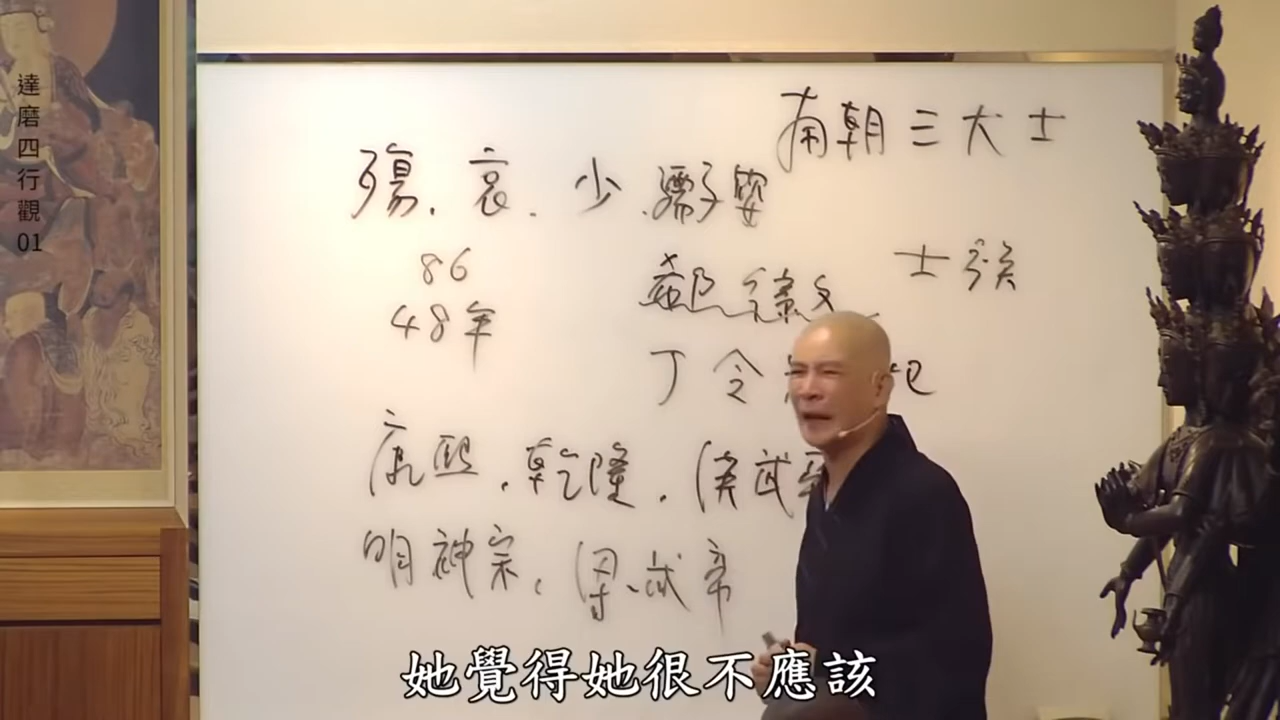 達磨四行觀01
南朝三大士
殤.哀.少.孺子嬰
86
48年
郗徽
士族
丁令
康熙.乾隆.漢武
明神宗、梁武帝
她覺得她很不應該